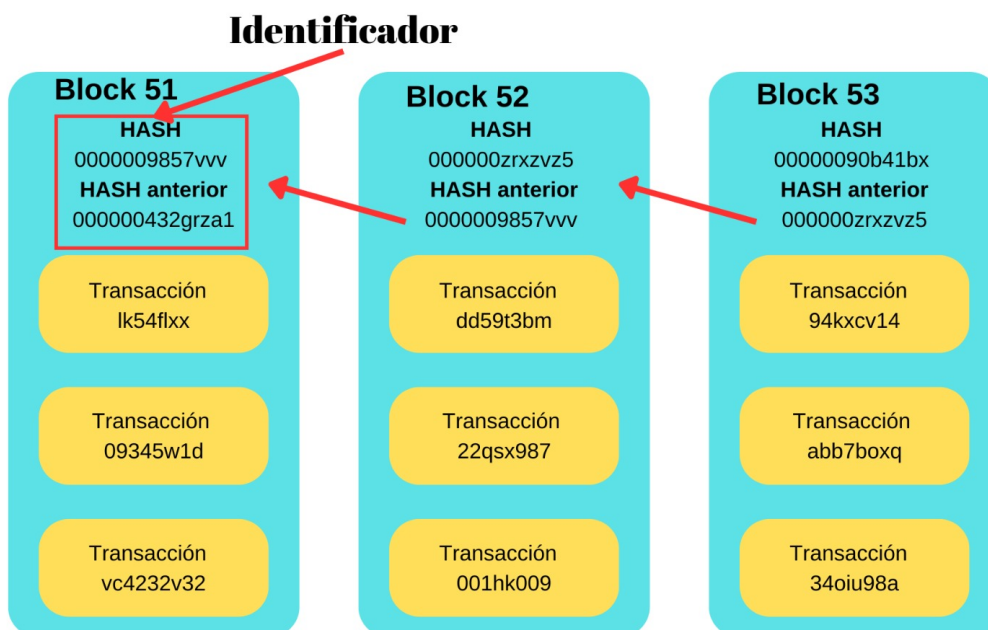 Identificador
Block 51
HASH
0000009857vvv
HASH anterior
000000432grza1
Transacción
lk54flxx
Transacción
09345w1d
Transacción
vc4232v32
Block 52
HASH
000000zrxzvz5
HASH anterior
0000009857vvv
Transacción
dd59t3bm
Transacción
22qsx987
Transacción
001hk009
Block 53
HASH
00000090b41bx
HASH anterior
000000zrxzvz5
Transacción
94kxcv14
Transacción
abb7boxq
Transacción
34oiu98a